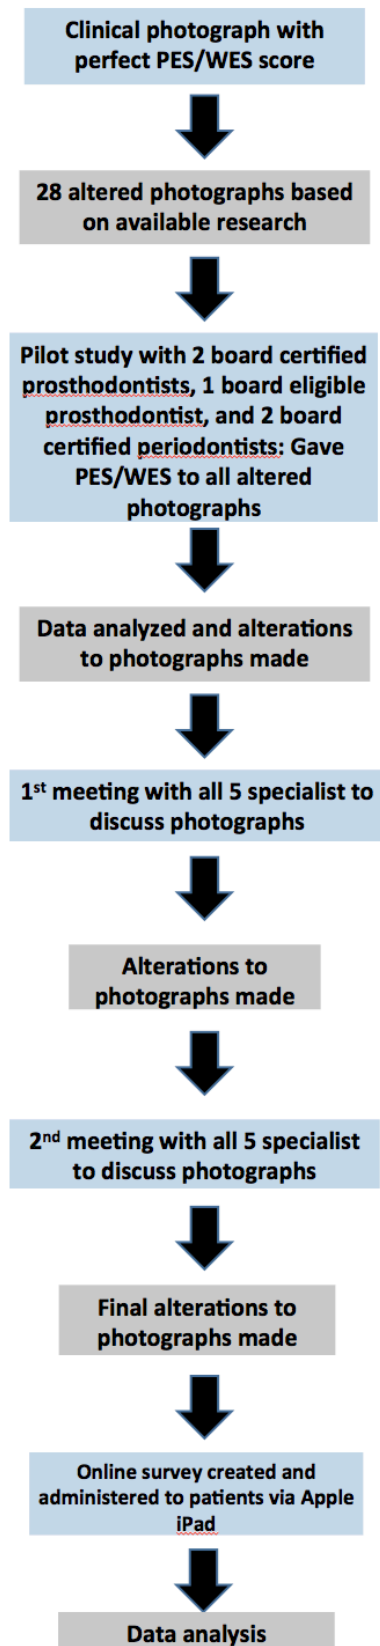 Clinical photograph with
perfect PES/WES score
28 altered photographs based
on available research
Pilot study with 2 board certified
prosthodontists, 1 board eligible
prosthodontist, and 2 board
certified periodontists: Gave
PES/WES to all altered
photographs
Data analyzed and alterations
to photographs made
1st meeting with all 5 specialist to
discuss photographs
Alterations to
photographs made
2nd meeting with all 5 specialist
to discuss photographs
Final alterations to
photographs made
Online survey created and
administered to patients via Apple
iPad
Data analysis